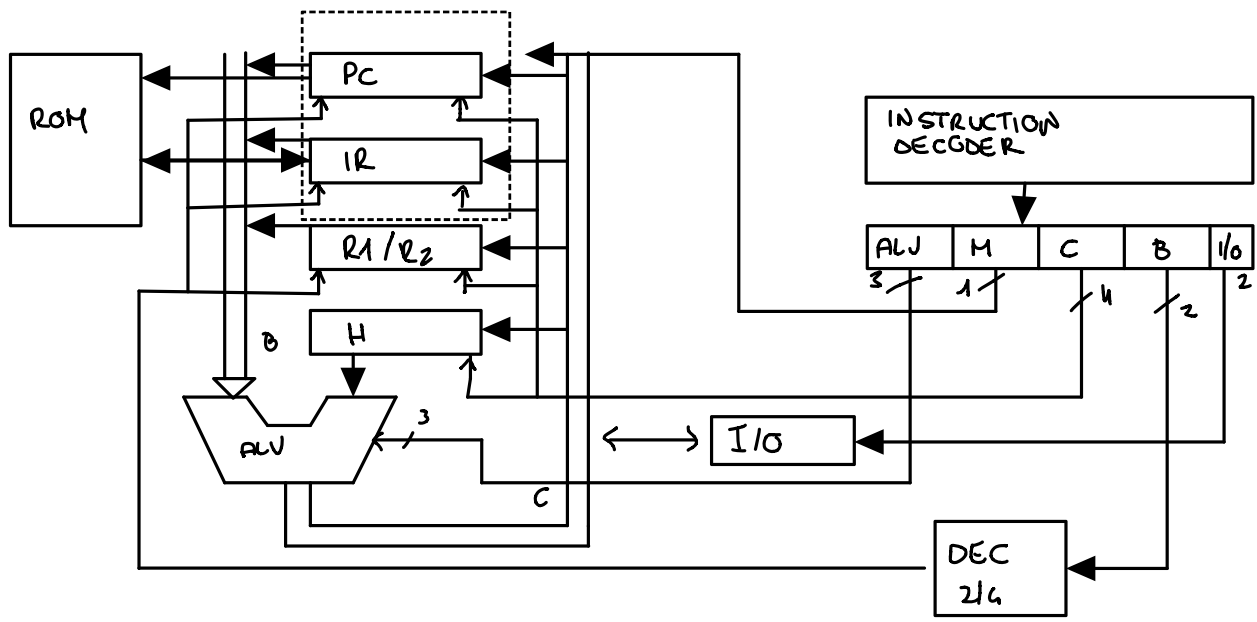 PC
ROM
INSTRUCTION
DECODER
IR
R1/R2
ALU
M
C
B
I/O
3
1
4
2
2
H
B
3
ALU
I/O
C
DEC
2/4